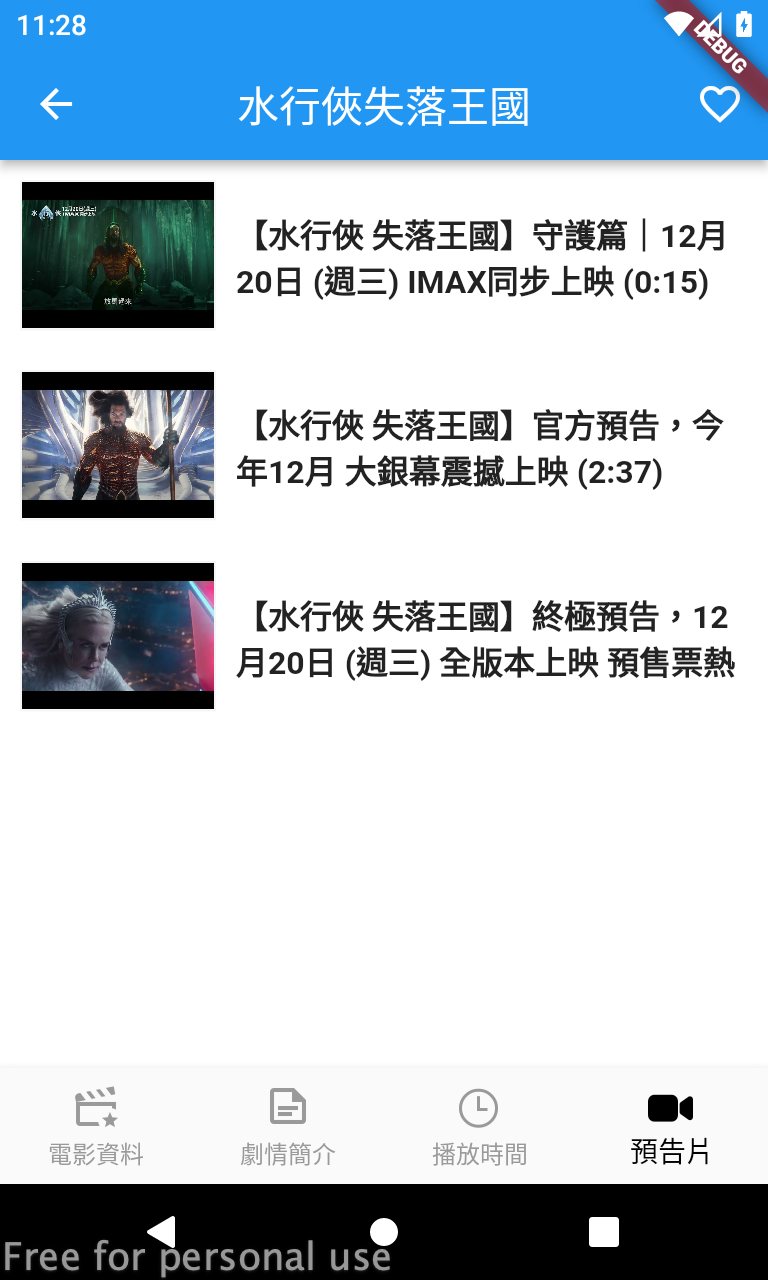 11:28
DEBUG
水行俠失落王國
【水行俠 失落王國】守護篇｜12月
20日 (週三) IMAX同步上映 (0:15)
【水行俠 失落王國】官方預告，今
年12月 大銀幕震撼上映 (2:37)
【水行俠 失落王國】終極預告，12
月20日 (週三) 全版本上映 預售票熱
電影資料
劇情簡介
播放時間
預告片
Free for personal use